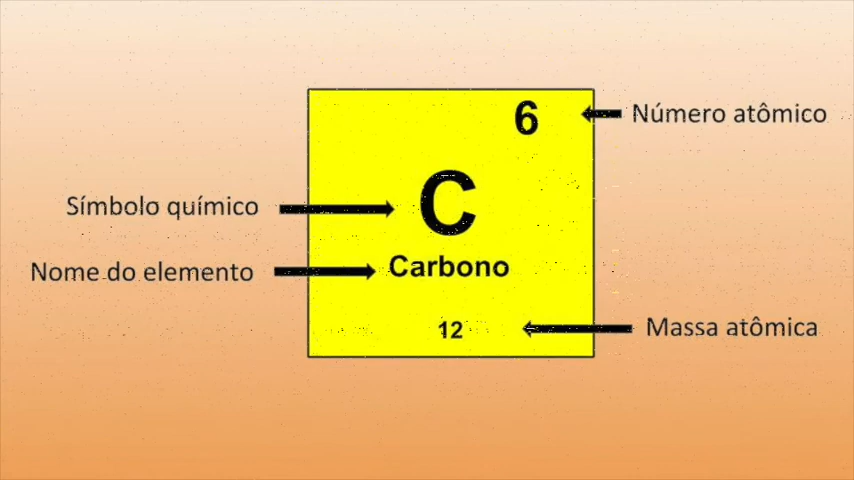 6
Número atômico
C
Símbolo químico
Carbono
Nome do elemento
12
Massa atômica